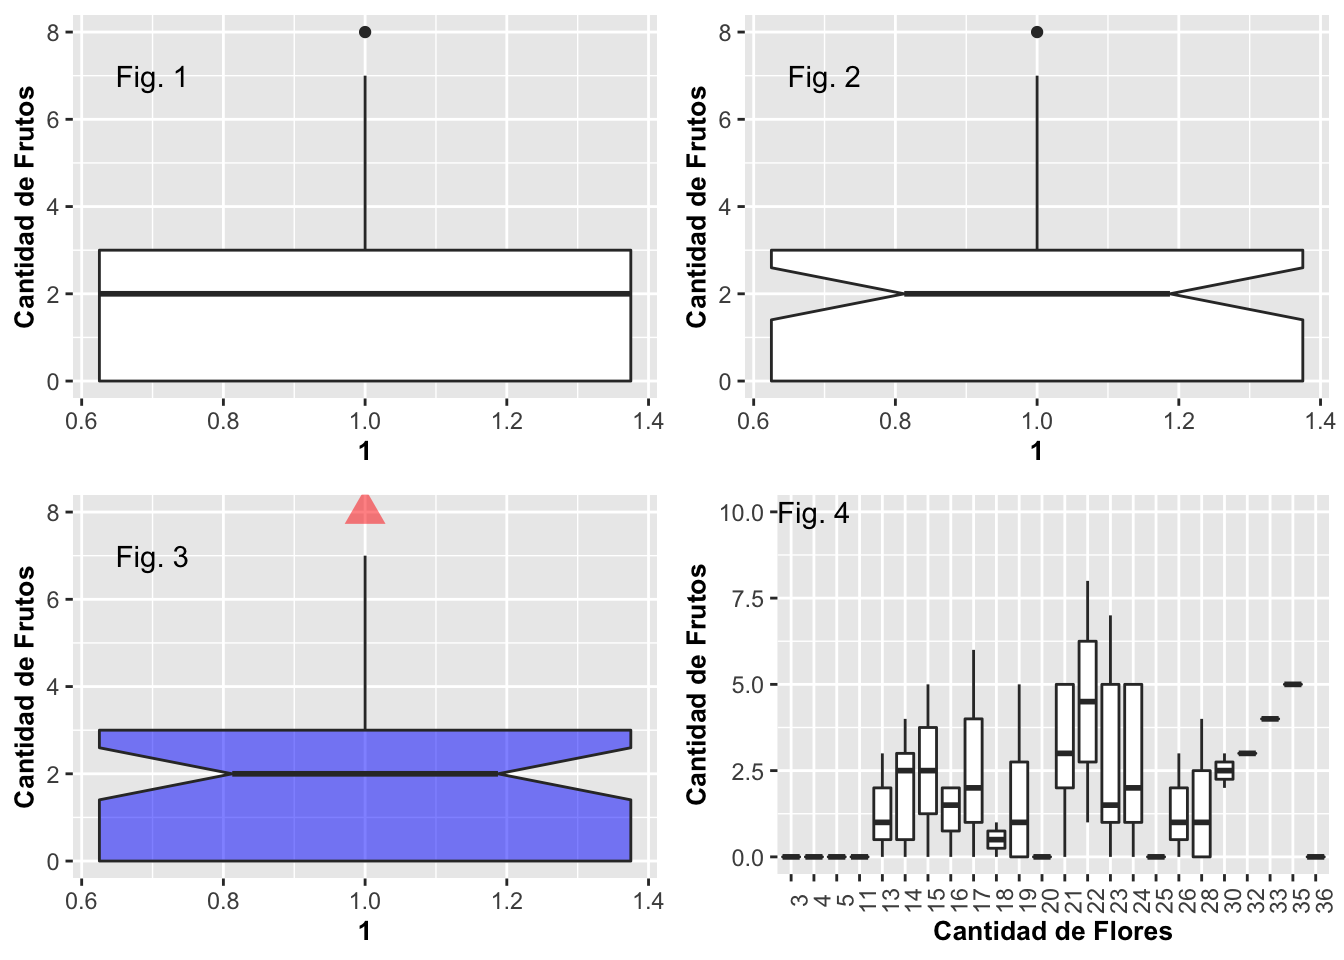 Fig. 1
Cantidad de Frutos
8
6
4
2
0
0.6 0.8 1.0 1.2 1.4
1
Fig. 2
Cantidad de Frutos
8
6
4
2
0
0.6 0.8 1.0 1.2 1.4
1
Fig. 3
Cantidad de Frutos
8
6
4
2
0
0.6 0.8 1.0 1.2 1.4
1
Fig. 4
Cantidad de Frutos
10.0
7.5
5.0
2.5
0.0
3 4 5 11 13 14 15 16 17 18 19 20 21 22 23 24 25 26 28 30 32 33 35 36
Cantidad de Flores